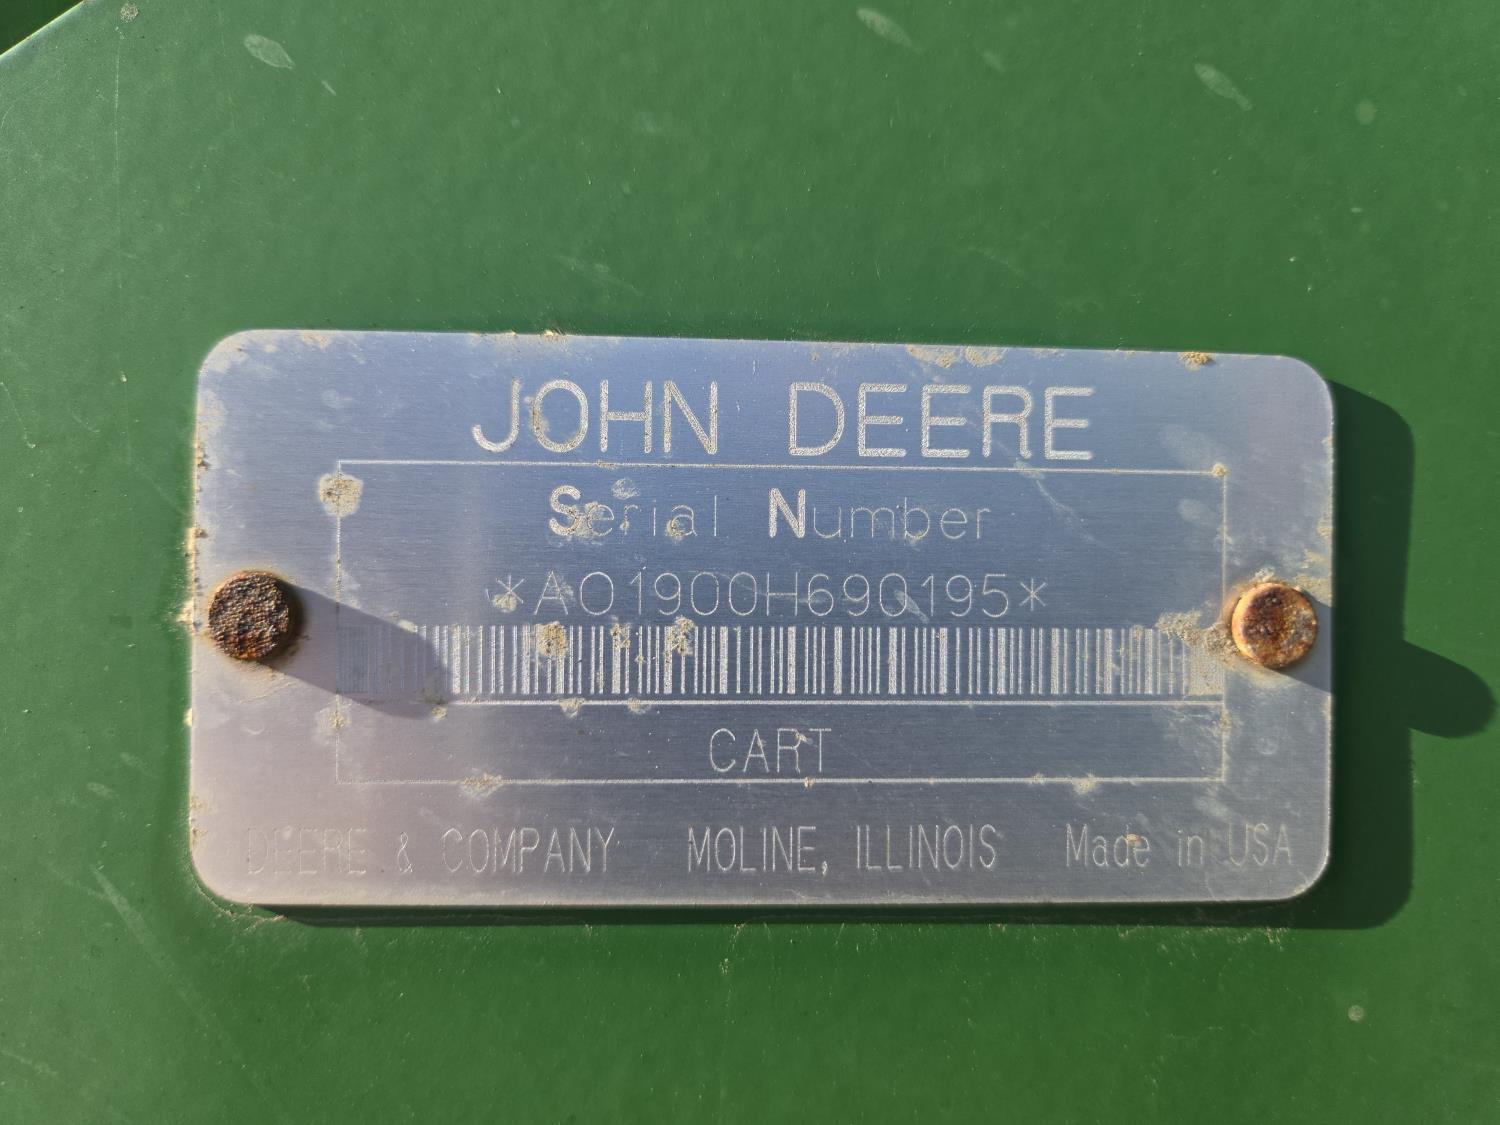 JOHN DEERE
Serial Number
*A01900H690195*
CART
DEERE & COMPANY MOLINE, ILLINOIS Made in USA